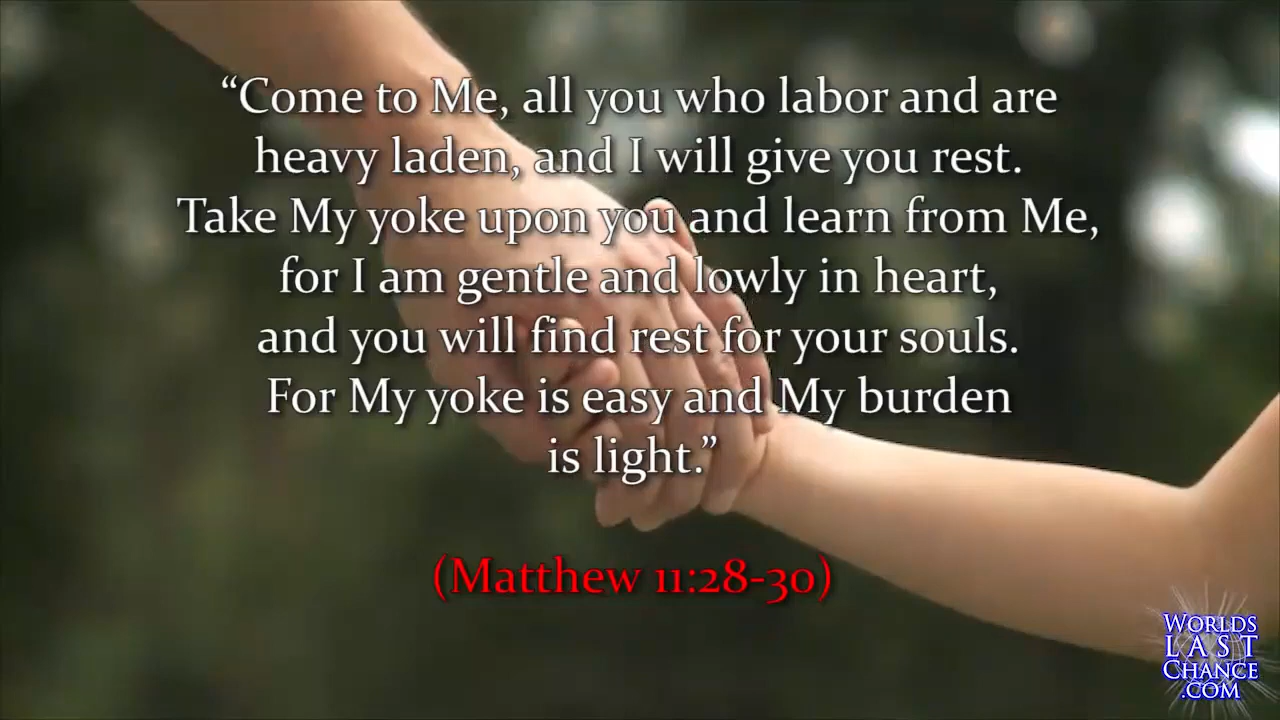 “Come to Me, all you who labor and are
heavy laden, and I will give you rest.
Take My yoke upon you and learn from Me,
for I am gentle and lowly in heart,
and you will find rest for your souls.
For My yoke is easy and My burden
is light.”
(Matthew 11:28-30)
WORLDS
LAST
CHANCE
.COM